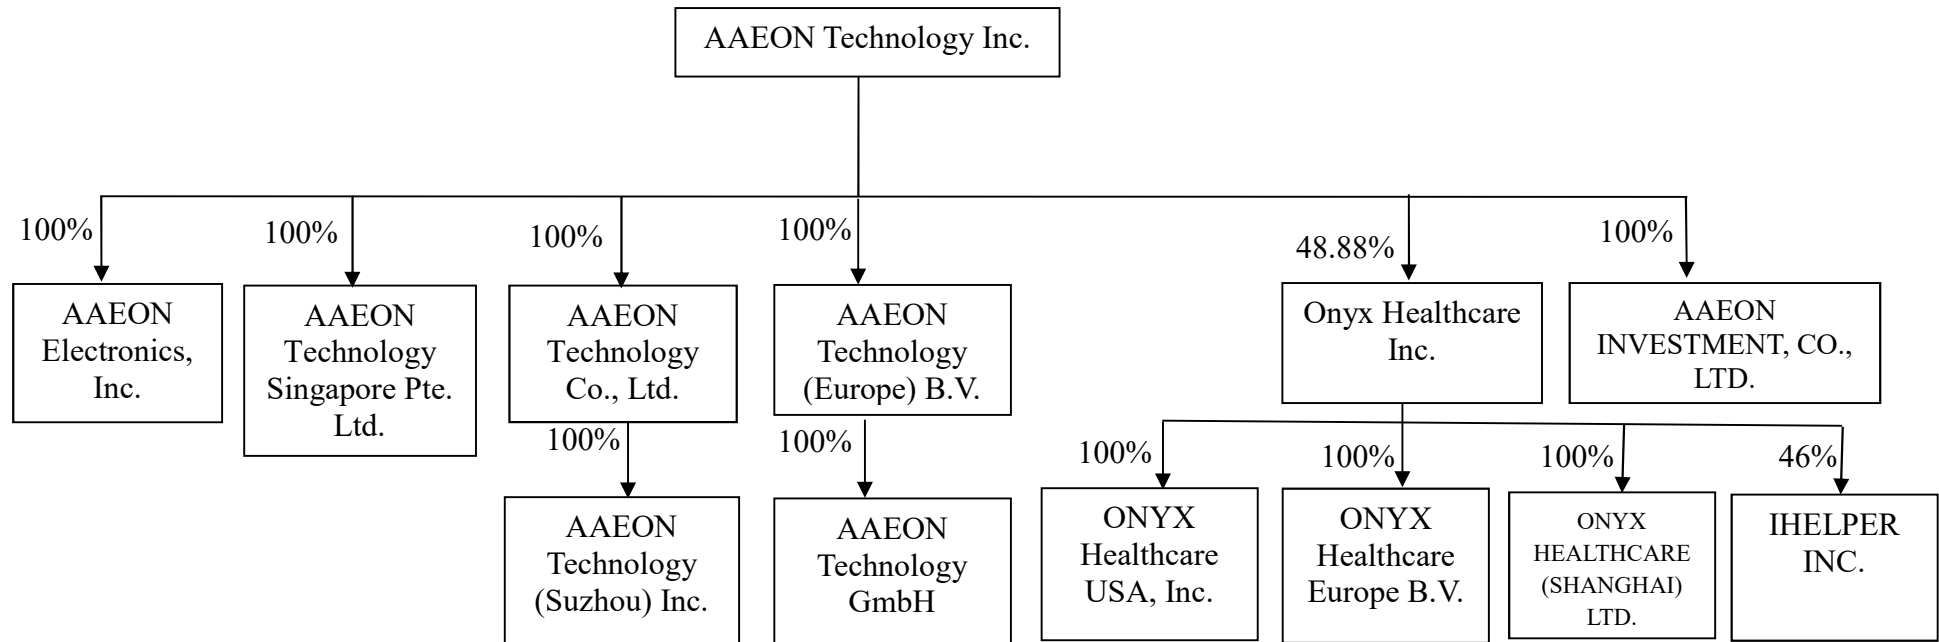 AAEON Technology Inc.
100%
100%
100%
100%
48.88%
100%
AAEON
Electronics,
Inc.
AAEON
Technology
Singapore Pte.
Ltd.
AAEON
Technology
Co., Ltd.
AAEON
Technology
(Europe) B.V.
Onyx Healthcare
Inc.
AAEON
INVESTMENT, CO.,
LTD.
100%
100%
100%
100%
100%
46%
AAEON
Technology
(Suzhou) Inc.
AAEON
Technology
GmbH
ONYX
Healthcare
USA, Inc.
ONYX
Healthcare
Europe B.V.
ONYX
HEALTHCARE
(SHANGHAI)
LTD.
IHELPER
INC.